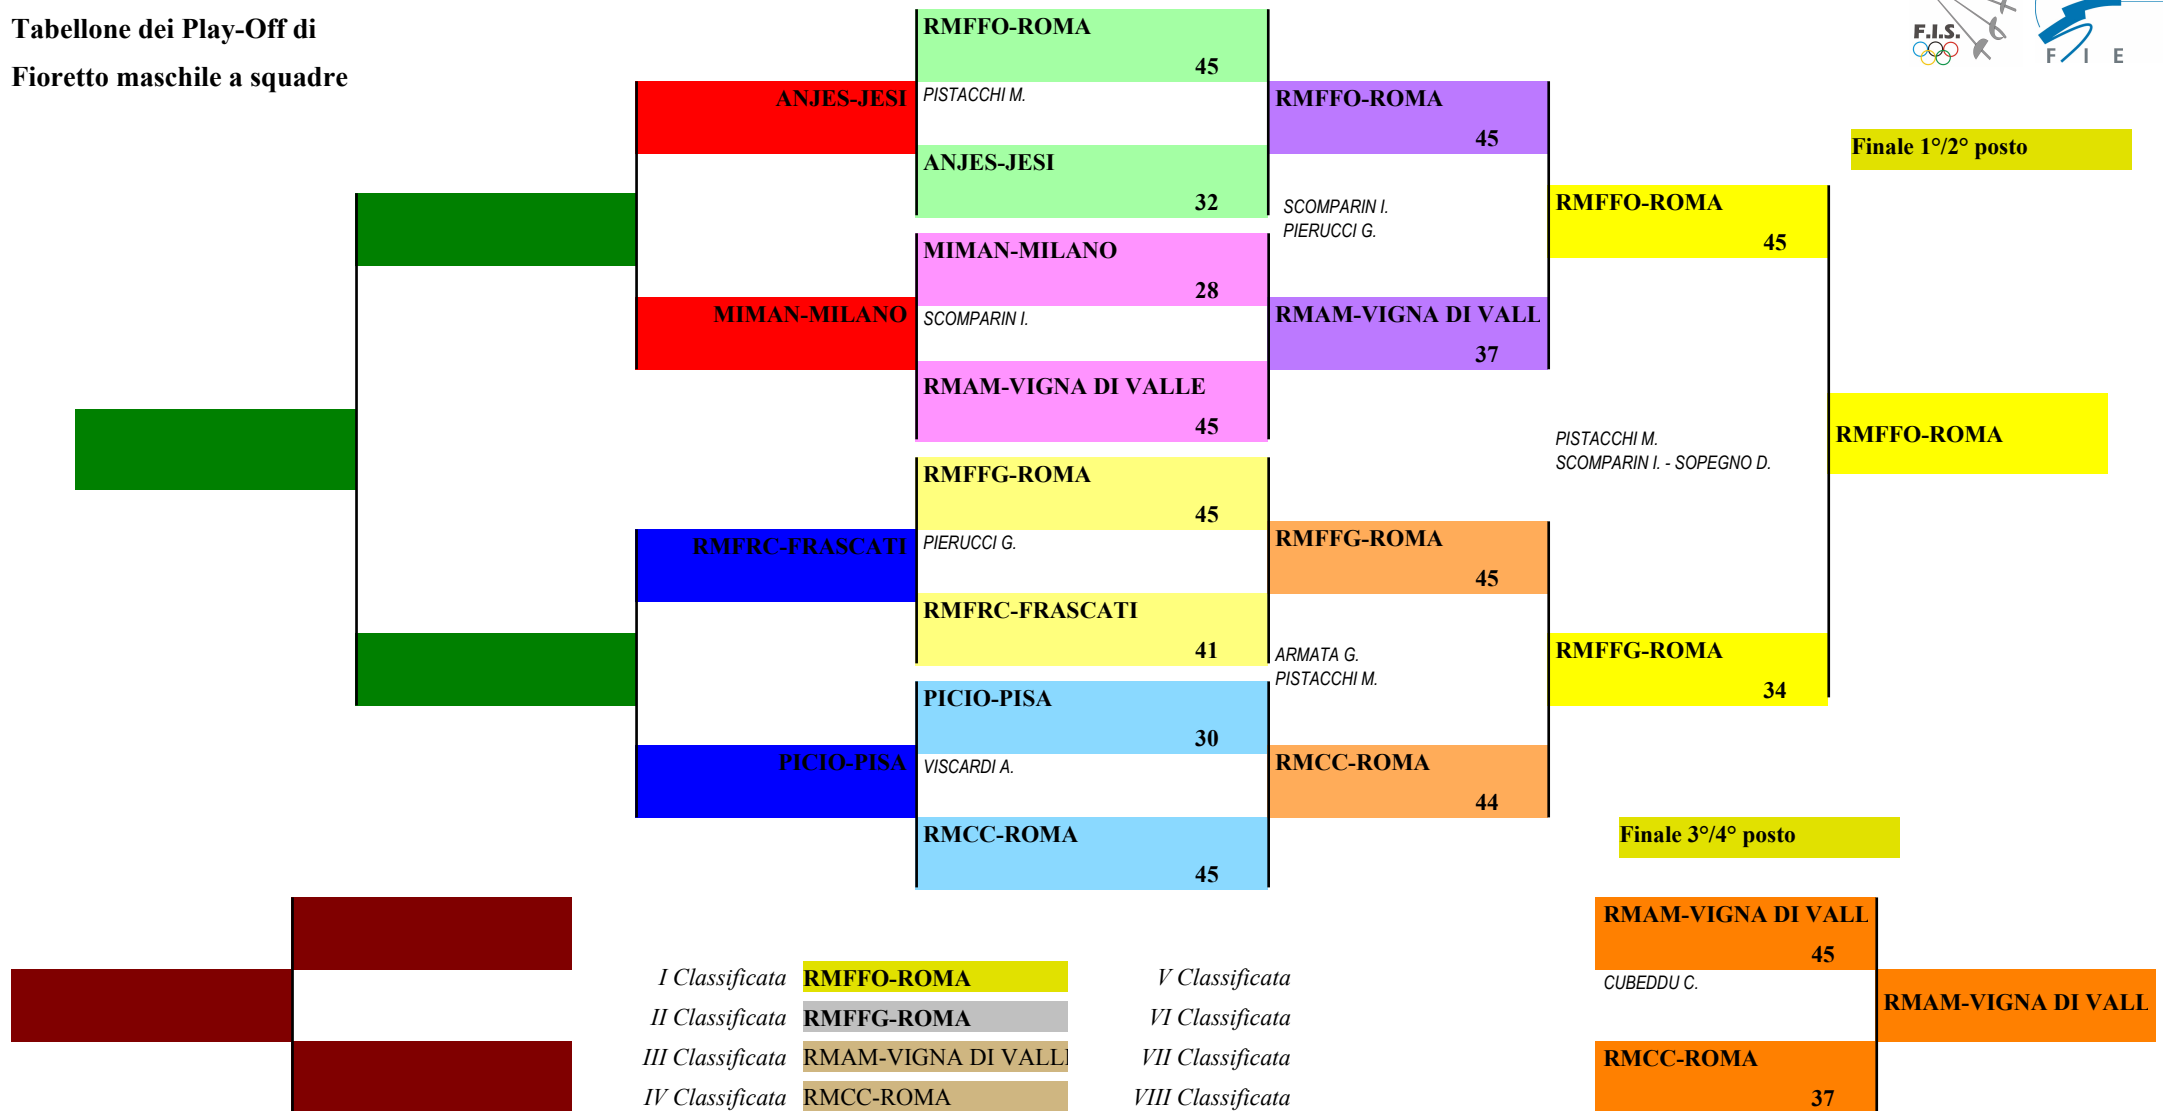 Tabellone dei Play-Off di
Fioretto maschile a squadre
F.I.S.
F I E
RMFFO-ROMA
45
PISTACCHI M.
ANJES-JESI
32
MIMAN-MILANO
28
SCOMPARIN I.
RMAM-VIGNA DI VALLE
45
RMFFG-ROMA
45
PIERUCCI G.
RMFRC-FRASCATI
41
PICIO-PISA
30
VISCARDI A.
RMCC-ROMA
45
ANJES-JESI
MIMAN-MILANO
RMFRC-FRASCATI
PICIO-PISA
RMFFO-ROMA
45
SCOMPARIN I.
PIERUCCI G.
RMAM-VIGNA DI VALL
37
RMFFG-ROMA
45
ARMATA G.
PISTACCHI M.
RMCC-ROMA
44
Finale 1°/2° posto
RMFFO-ROMA
45
PISTACCHI M.
SCOMPARIN I. - SOPEGNO D.
RMFFG-ROMA
34
RMFFO-ROMA
Finale 3°/4° posto
RMAM-VIGNA DI VALL
45
CUBEDDU C.
RMCC-ROMA
37
RMAM-VIGNA DI VALL
I Classificata RMFFO-ROMA V Classificata
II Classificata RMFFG-ROMA VI Classificata
III Classificata RMAM-VIGNA DI VALLE VII Classificata
IV Classificata RMCC-ROMA VIII Classificata